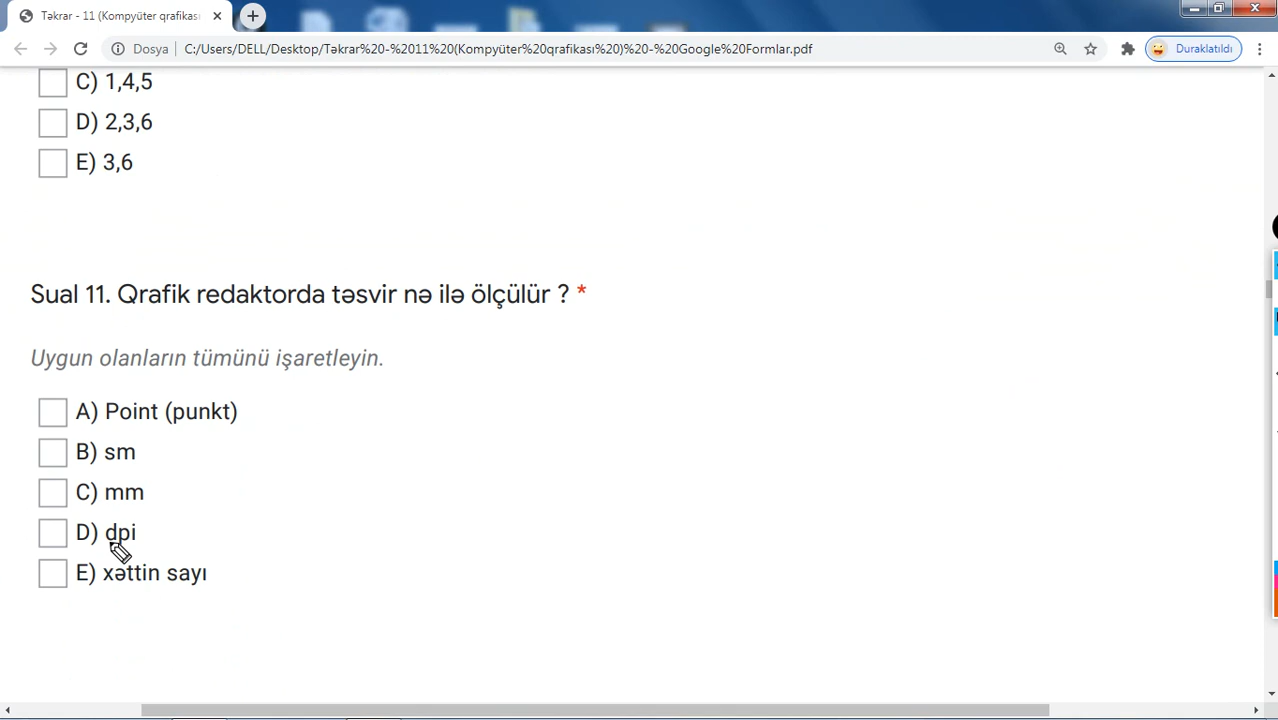 Təkrar - 11 (Kompyüter qrafikası
Dosya
C:/Users/DELL/Desktop/Təkrar%20-%2011%20(Kompyüter%20qrafikası%20)%20-%20Google%20Formlar.pdf
Duraklatıldı
C) 1,4,5
D) 2,3,6
E) 3,6
Sual 11. Qrafik redaktorda təsvir nə ilə ölçülür ? *
Uygun olanların tümünü işaretleyin.
A) Point (punkt)
B) sm
C) mm
D) dpi
E) xəttin sayı